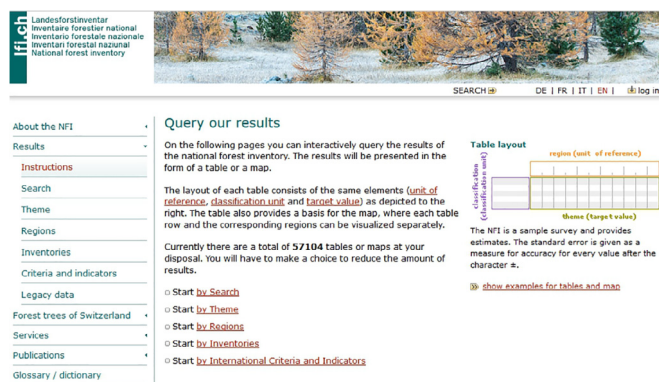 lfi.ch
Landesforstinventar
Inventaire forestier national
Inventario forestale nazionale
Inventari forestal naziunal
National forest inventory
SEARCH
DE | FR | IT | EN | log in
About the NFI
Results
Instructions
Search
Theme
Regions
Inventories
Criteria and indicators
Legacy data
Forest trees of Switzerland
Services
Publications
Glossary / dictionary
Query our results
On the following pages you can interactively query the results of
the national forest inventory. The results will be presented in the
form of a table or a map.
The layout of each table consists of the same elements (unit of
reference, classification unit and target value) as depicted to the
right. The table also provides a basis for the map, where each table
row and the corresponding regions can be visualized separately.
Currently there are a total of 57104 tables or maps at your
disposal. You will have to make a choice to reduce the amount of
results.
Start by Search
Start by Theme
Start by Regions
Start by Inventories
Start by International Criteria and Indicators
Table layout
region (unit of reference)
classification
(classification unit)
theme (target value)
The NFI is a sample survey and provides
estimates. The standard error is given as a
measure for accuracy for every value after the
character ±.
show examples for tables and map